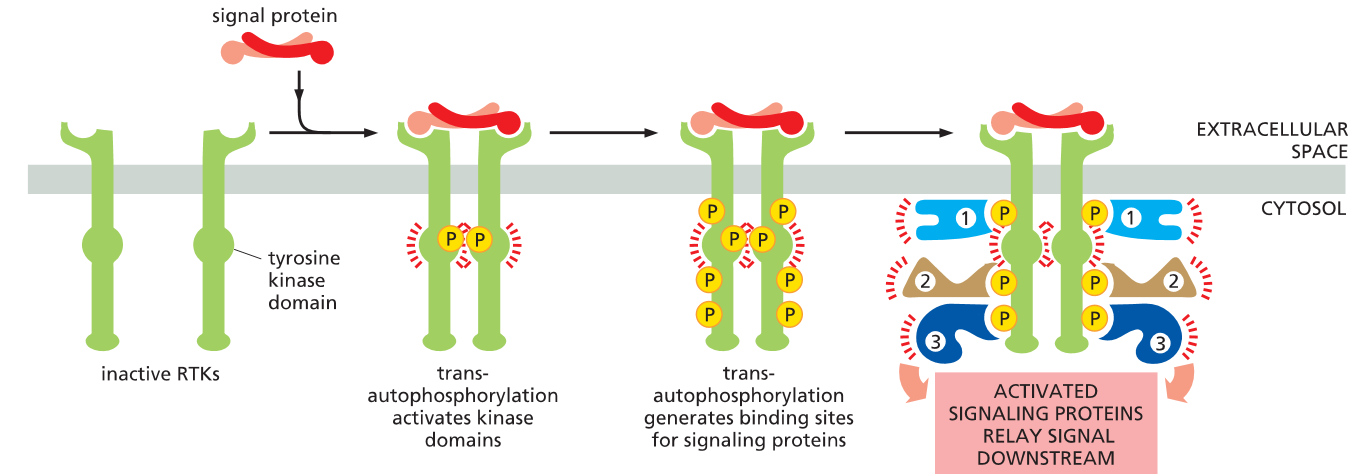 signal protein
EXTRACELLULAR
SPACE
CYTOSOL
tyrosine
kinase
domain
inactive RTKs
P P
trans-
autophosphorylation
activates kinase
domains
P P
P P
P P
P P
trans-
autophosphorylation
generates binding sites
for signaling proteins
1 P P 1
2 P P 2
3 P P 3
ACTIVATED
SIGNALING PROTEINS
RELAY SIGNAL
DOWNSTREAM